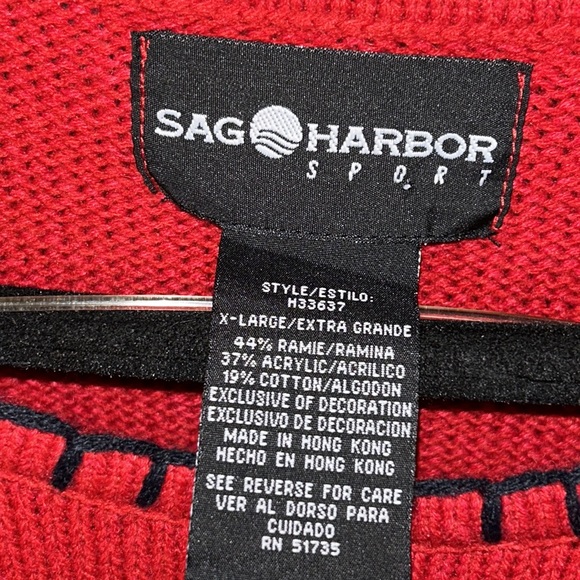 SAG HARBOR
SPORT
STYLE/ESTILO:
H33637
X-LARGE/EXTRA GRANDE
44% RAMIE/RAMINA
37% ACRYLIC/ACRILICO
19% COTTON/ALGODON
EXCLUSIVE OF DECORATION
EXCLUSIVO DE DECORACION
MADE IN HONG KONG
HECHO EN HONG KONG
SEE REVERSE FOR CARE
VER AL DORSO PARA
CUIDADO
RN 51735